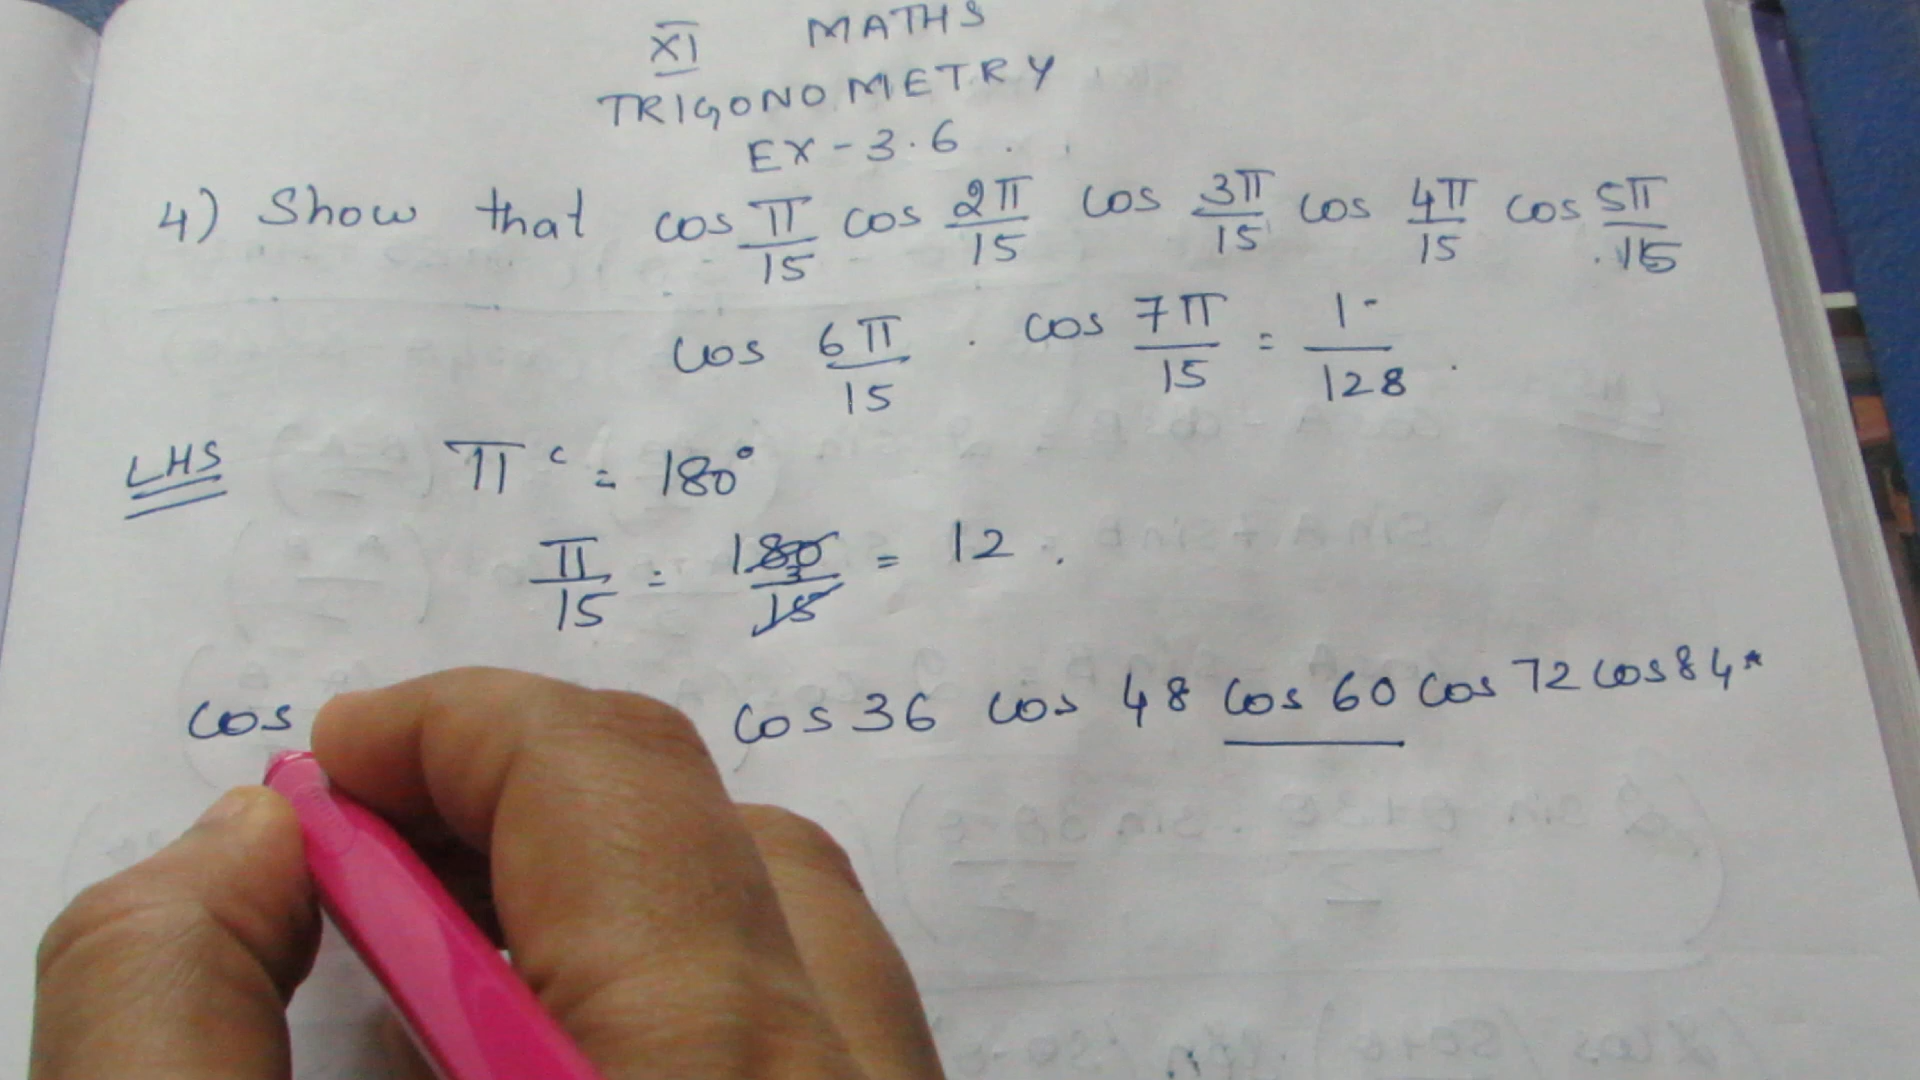 XI MATHS
TRIGONOMETRY
EX-3.6
4) Show that cos π/15 cos 2π/15 cos 3π/15 cos 4π/15 cos 5π/15
cos 6π/15 . cos 7π/15 = 1/128 .
LHS π^c = 180°
π/15 = 180/15 = 12 .
cos cos 36 cos 48 cos 60 cos 72 cos 84